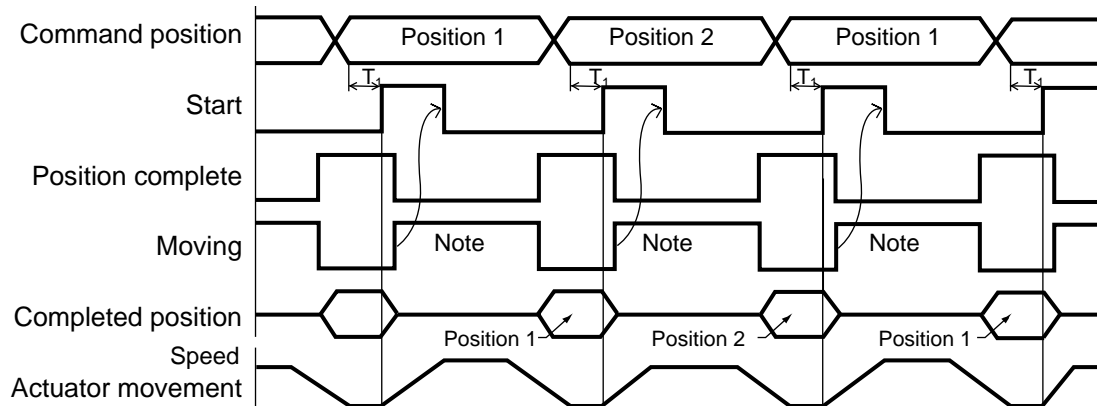 Command position Position 1 Position 2 Position 1
T1 T1 T1 T1
Start
Position complete
Moving Note Note Note
Completed position
Position 1 Position 2 Position 1
Speed
Actuator movement